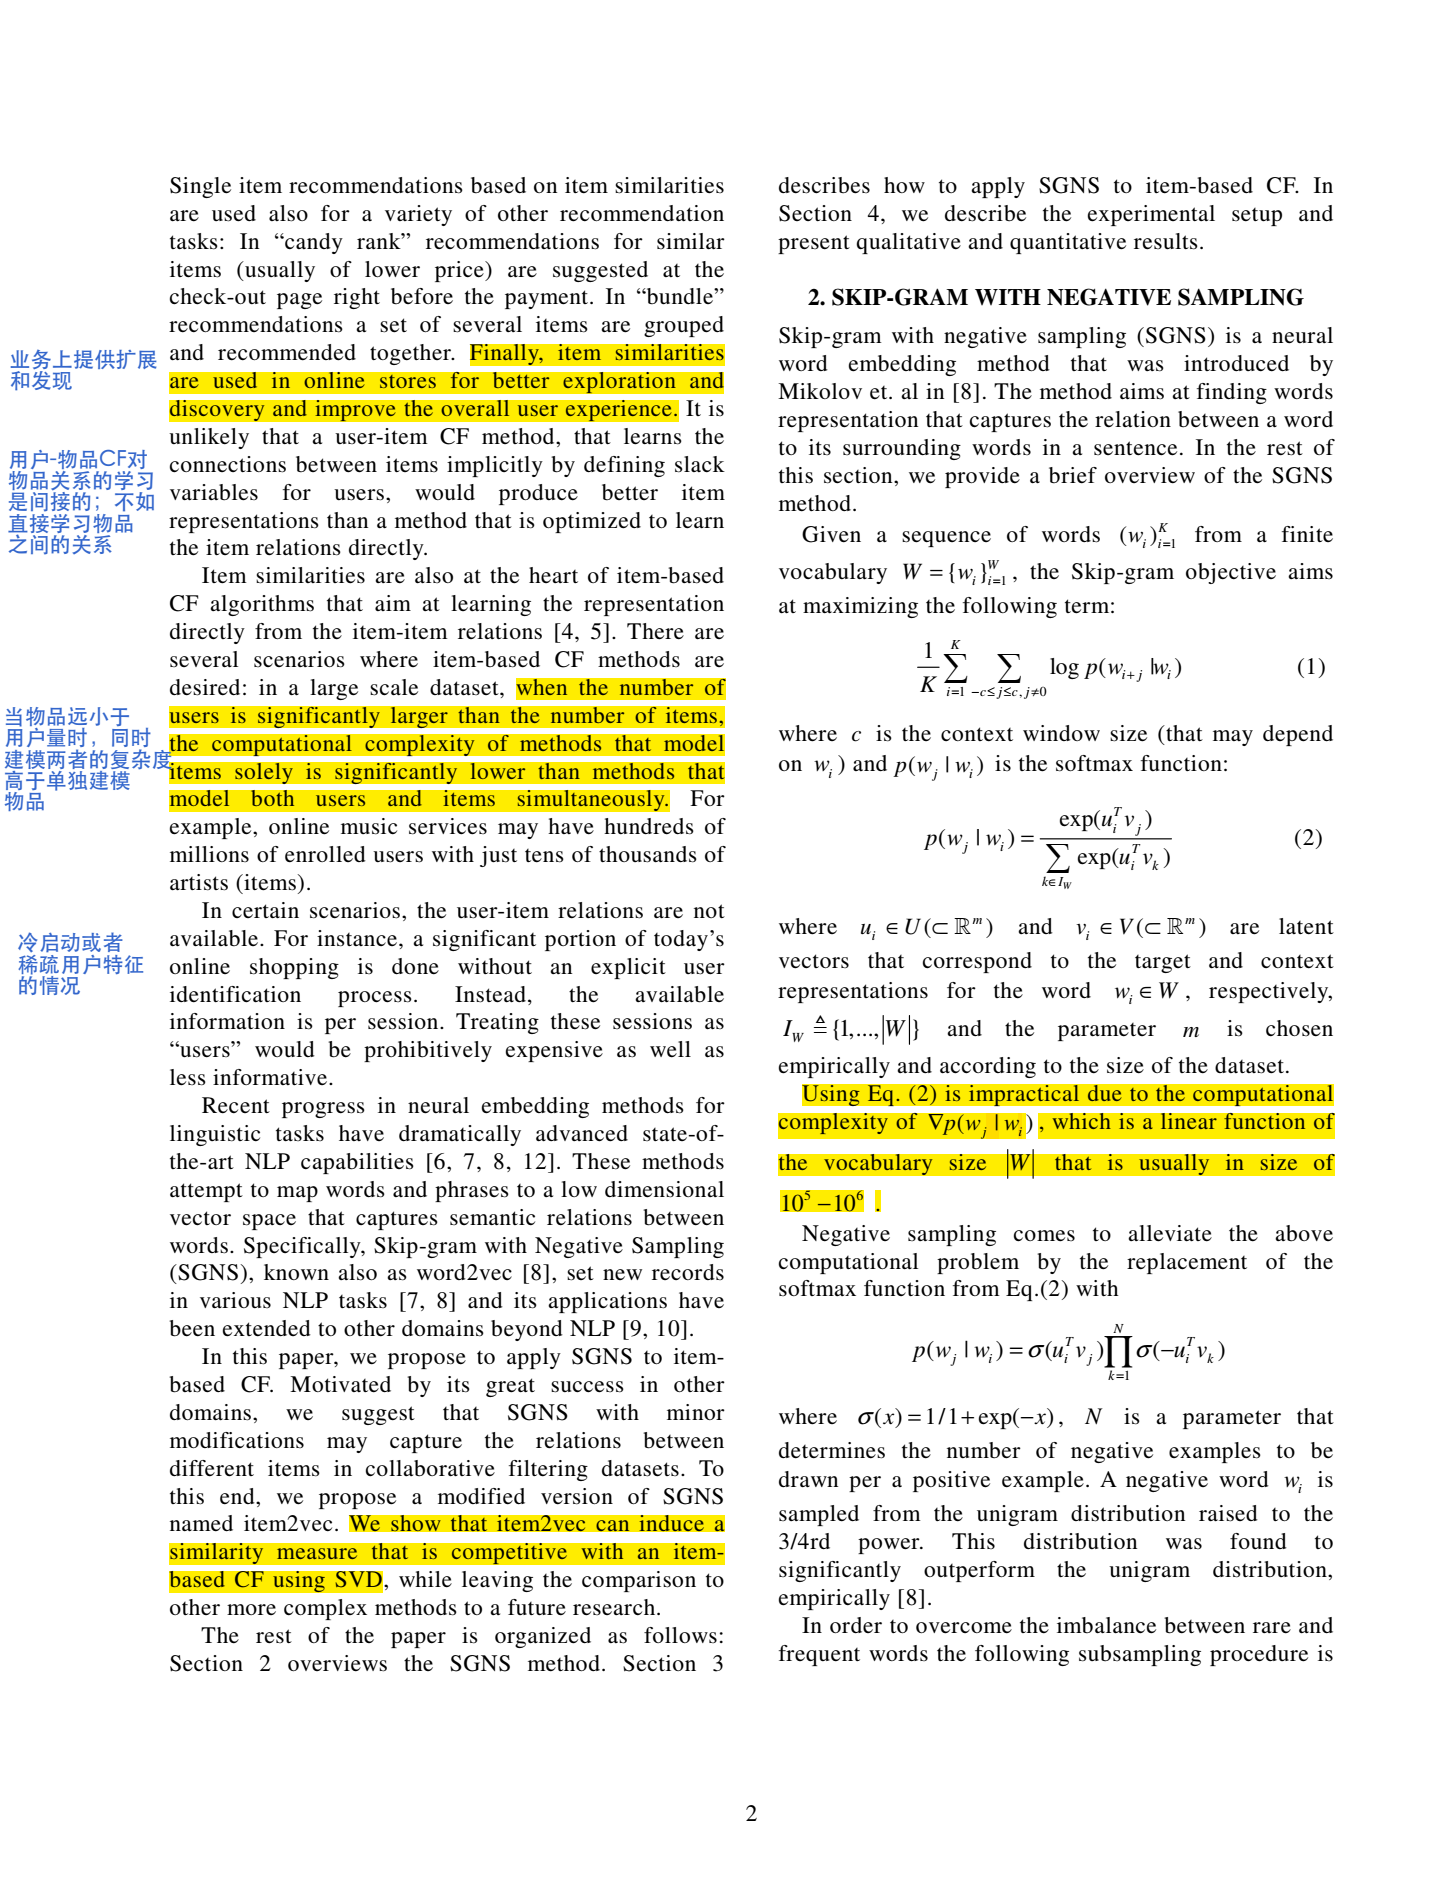 Single item recommendations based on item similarities
are used also for a variety of other recommendation
tasks: In “candy rank” recommendations for similar
items (usually of lower price) are suggested at the
check-out page right before the payment. In “bundle”
recommendations a set of several items are grouped
and recommended together. Finally, item similarities
are used in online stores for better exploration and
discovery and improve the overall user experience. It is
unlikely that a user-item CF method, that learns the
connections between items implicitly by defining slack
variables for users, would produce better item
representations than a method that is optimized to learn
the item relations directly.
Item similarities are also at the heart of item-based
CF algorithms that aim at learning the representation
directly from the item-item relations [4, 5]. There are
several scenarios where item-based CF methods are
desired: in a large scale dataset, when the number of
users is significantly larger than the number of items,
the computational complexity of methods that model
items solely is significantly lower than methods that
model both users and items simultaneously. For
example, online music services may have hundreds of
millions of enrolled users with just tens of thousands of
artists (items).
In certain scenarios, the user-item relations are not
available. For instance, a significant portion of today’s
online shopping is done without an explicit user
identification process. Instead, the available
information is per session. Treating these sessions as
“users” would be prohibitively expensive as well as
less informative.
Recent progress in neural embedding methods for
linguistic tasks have dramatically advanced state-of-
the-art NLP capabilities [6, 7, 8, 12]. These methods
attempt to map words and phrases to a low dimensional
vector space that captures semantic relations between
words. Specifically, Skip-gram with Negative Sampling
(SGNS), known also as word2vec [8], set new records
in various NLP tasks [7, 8] and its applications have
been extended to other domains beyond NLP [9, 10].
In this paper, we propose to apply SGNS to item-
based CF. Motivated by its great success in other
domains, we suggest that SGNS with minor
modifications may capture the relations between
different items in collaborative filtering datasets. To
this end, we propose a modified version of SGNS
named item2vec. We show that item2vec can induce a
similarity measure that is competitive with an item-
based CF using SVD, while leaving the comparison to
other more complex methods to a future research.
The rest of the paper is organized as follows:
Section 2 overviews the SGNS method. Section 3
业务上提供扩展
和发现
用户-物品CF对
物品关系的学习
是间接的；不如
直接学习物品
之间的关系
当物品远小于
用户量时，同时
建模两者的复杂度
高于单独建模
物品
冷启动或者
稀疏用户特征
的情况
describes how to apply SGNS to item-based CF. In
Section 4, we describe the experimental setup and
present qualitative and quantitative results.
2. SKIP-GRAM WITH NEGATIVE SAMPLING
Skip-gram with negative sampling (SGNS) is a neural
word embedding method that was introduced by
Mikolov et. al in [8]. The method aims at finding words
representation that captures the relation between a word
to its surrounding words in a sentence. In the rest of
this section, we provide a brief overview of the SGNS
method.
Given a sequence of words $(w_i)_{i=1}^{K}$ from a finite
vocabulary $W = \{w_i\}_{i=1}^{W}$, the Skip-gram objective aims
at maximizing the following term:
$\frac{1}{K}\sum_{i=1}^{K}\sum_{-c \le j \le c, j \ne 0} \log p(w_{i+j} | w_i)$ (1)
where $c$ is the context window size (that may depend
on $w_i$) and $p(w_j | w_i)$ is the softmax function:
$p(w_j | w_i) = \frac{\exp(u_i^T v_j)}{\sum_{k \in I_W} \exp(u_i^T v_k)}$ (2)
where $u_i \in U(\subset \mathbb{R}^m)$ and $v_i \in V(\subset \mathbb{R}^m)$ are latent
vectors that correspond to the target and context
representations for the word $w_i \in W$, respectively,
$I_W \triangleq \{1,...,|W|\}$ and the parameter $m$ is chosen
empirically and according to the size of the dataset.
Using Eq. (2) is impractical due to the computational
complexity of $\nabla p(w_j | w_i)$, which is a linear function of
the vocabulary size $|W|$ that is usually in size of
$10^5 - 10^6$ .
Negative sampling comes to alleviate the above
computational problem by the replacement of the
softmax function from Eq.(2) with
$p(w_j | w_i) = \sigma(u_i^T v_j)\prod_{k=1}^{N} \sigma(-u_i^T v_k)$
where $\sigma(x) = 1/1+\exp(-x)$, $N$ is a parameter that
determines the number of negative examples to be
drawn per a positive example. A negative word $w_i$ is
sampled from the unigram distribution raised to the
3/4rd power. This distribution was found to
significantly outperform the unigram distribution,
empirically [8].
In order to overcome the imbalance between rare and
frequent words the following subsampling procedure is
2